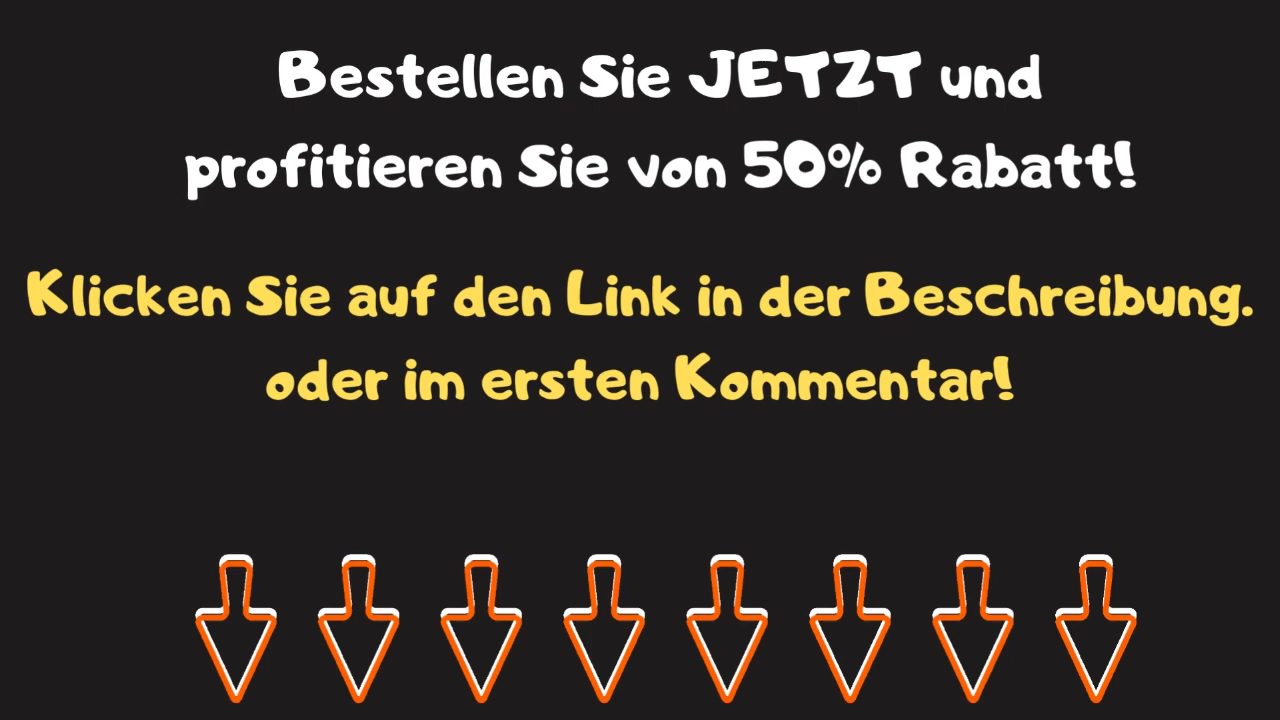 Bestellen Sie JETZT und
profitieren Sie von 50% Rabatt!
Klicken Sie auf den Link in der Beschreibung.
oder im ersten Kommentar!